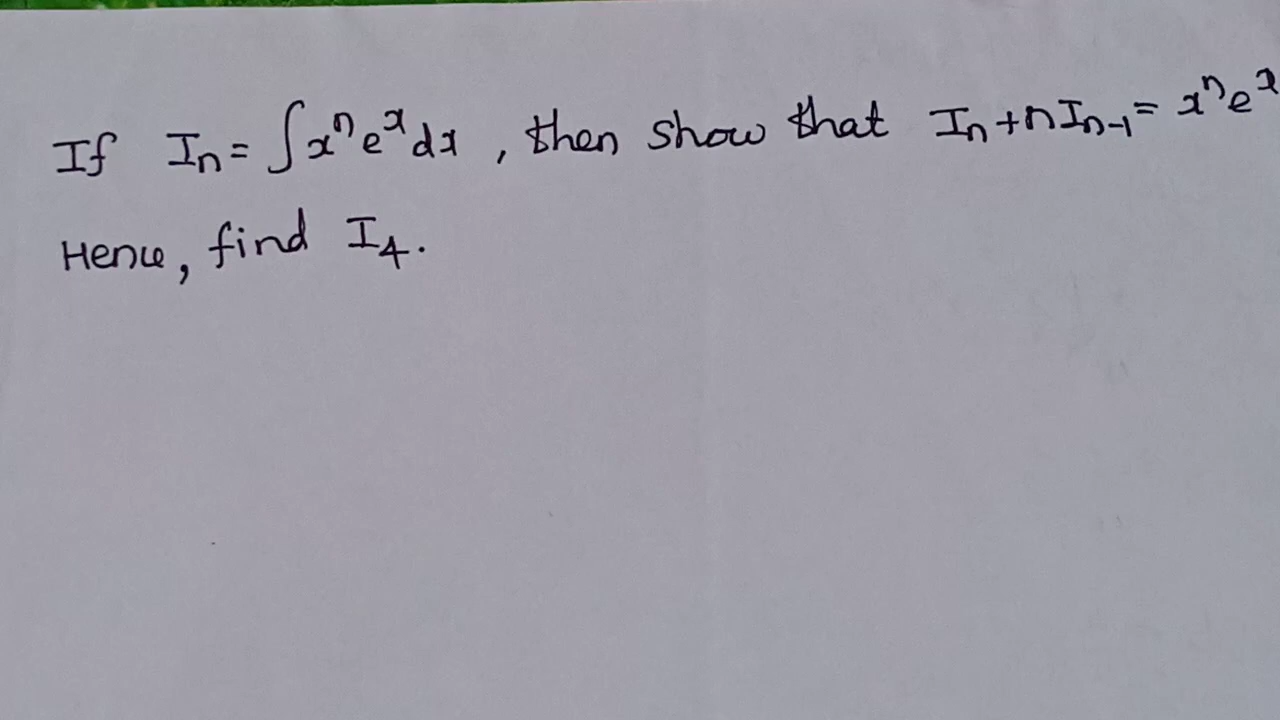 If Iₙ = ∫xⁿeˣdx , then show that Iₙ+nIₙ₋₁= xⁿeˣ
Hence, find I₄.